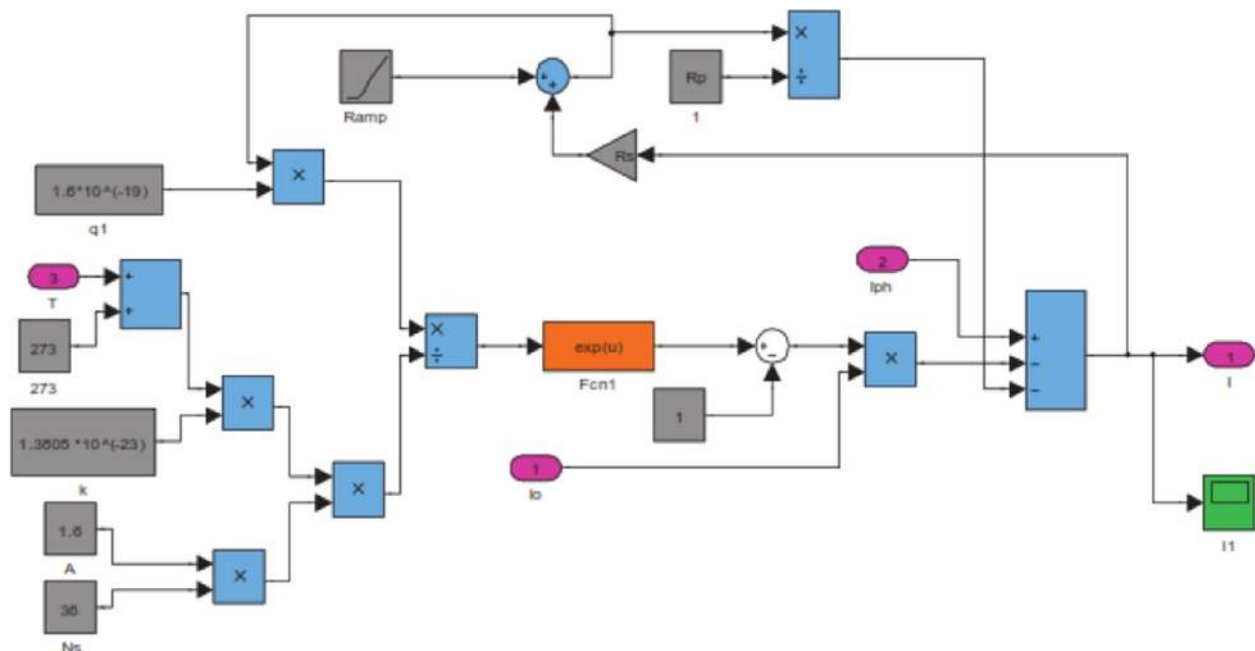 Ramp
Rp
1
Rs
1.6*10^(-19)
q1
3
T
273
273
1.3805 *10^(-23)
k
1.6
A
36
Ns
exp(u)
Fcn1
1
1
Io
2
Iph
1
I
I1